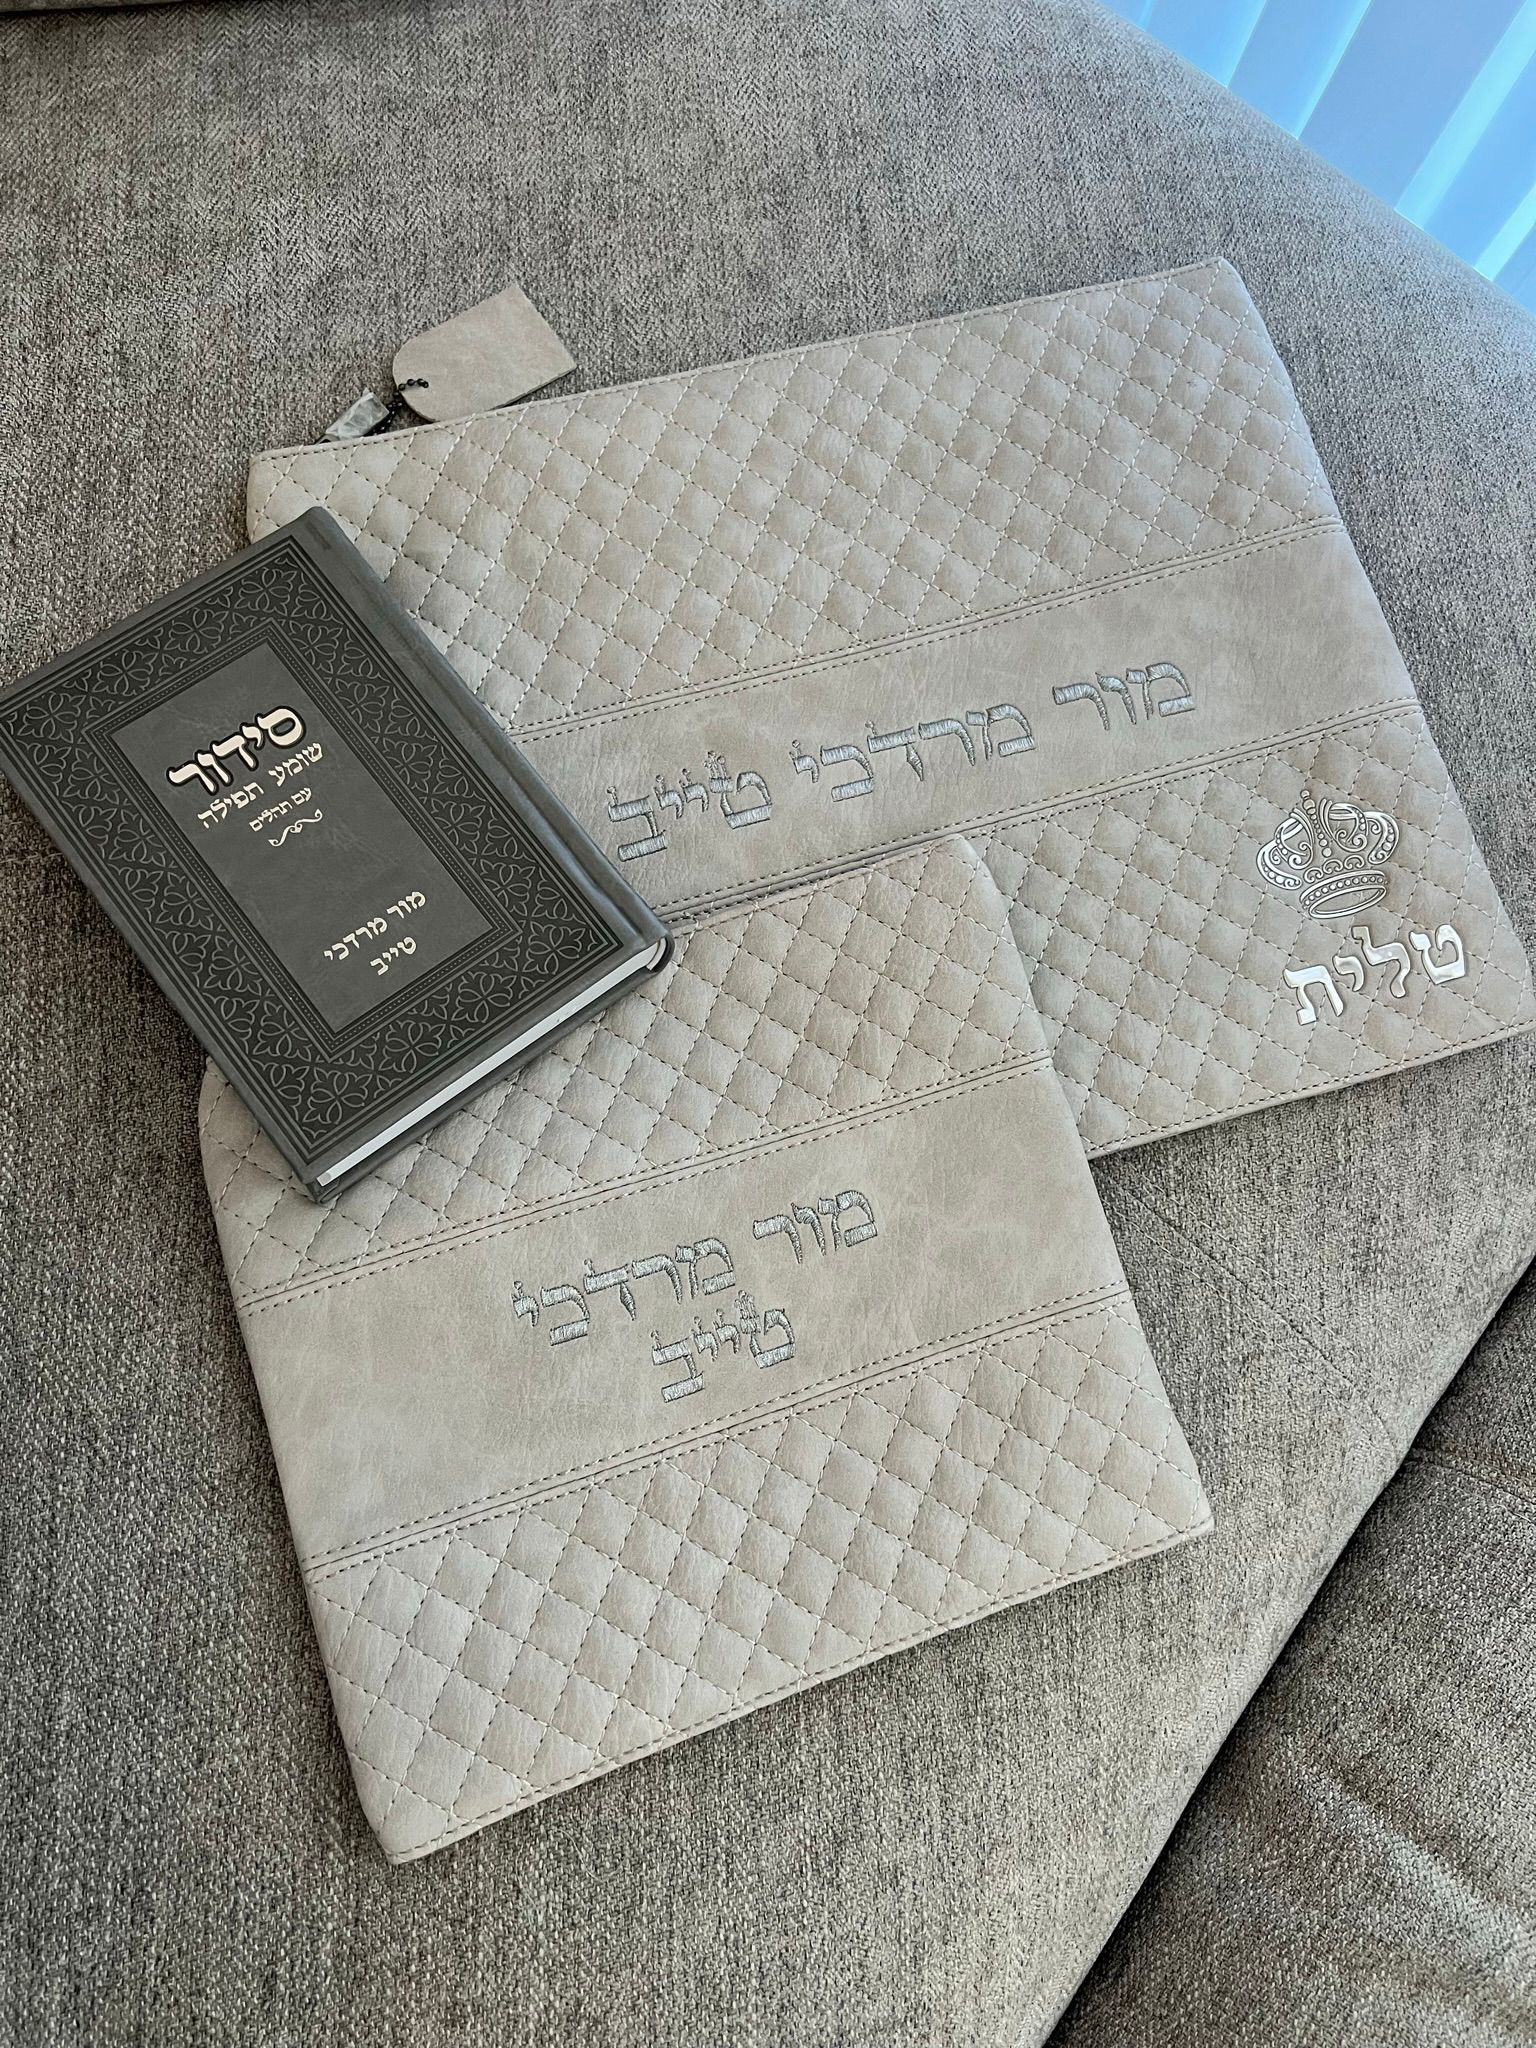 סידור
שומע תפילה
עם תהלים
מור מרדכי
טייב
מור מרדכי טייב
טלית
מור מרדכי
טייב